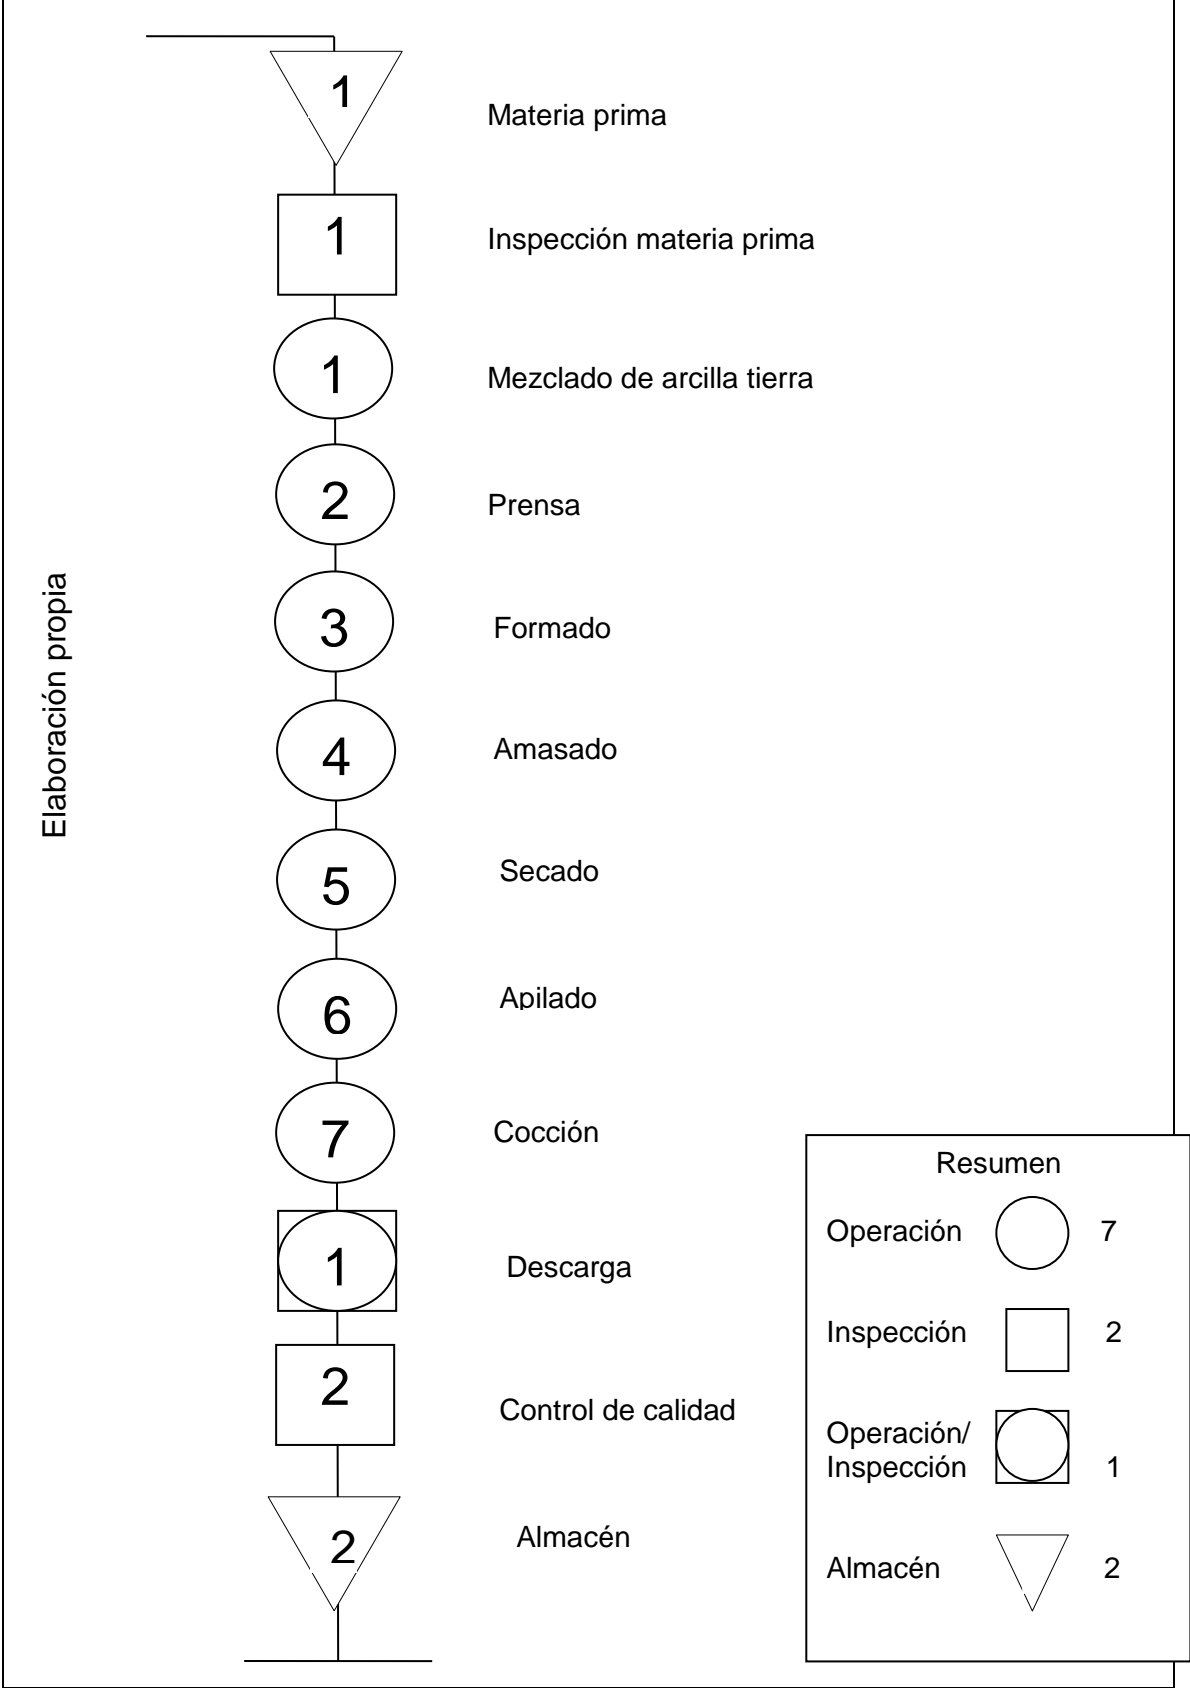 1
Materia prima
1
Inspección materia prima
1
Mezclado de arcilla tierra
2
Prensa
3
Formado
4
Amasado
5
Secado
6
Apilado
7
Cocción
1
Descarga
2
Control de calidad
2
Almacén
Elaboración propia
Resumen
Operación 7
Inspección 2
Operación/
Inspección 1
Almacén 2